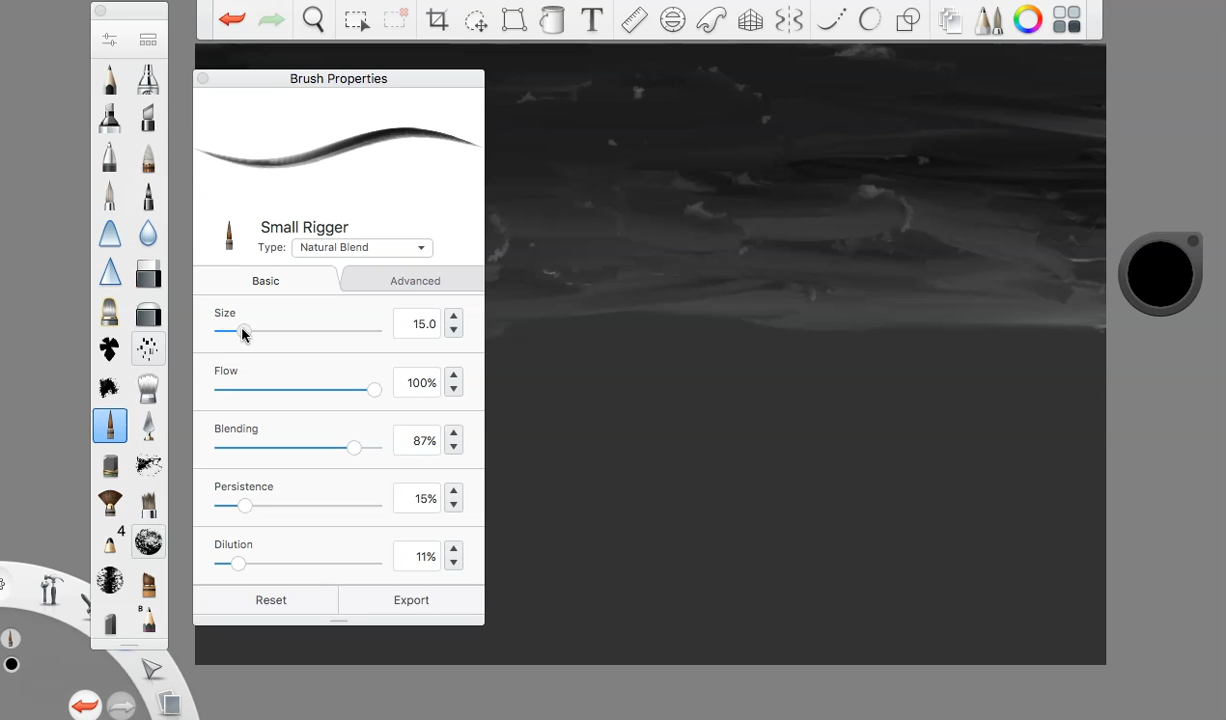 T
Brush Properties
Small Rigger
Type: Natural Blend
Basic Advanced
Size
15.0
Flow
100%
Blending
87%
Persistence
15%
Dilution
11%
Reset Export
4
B